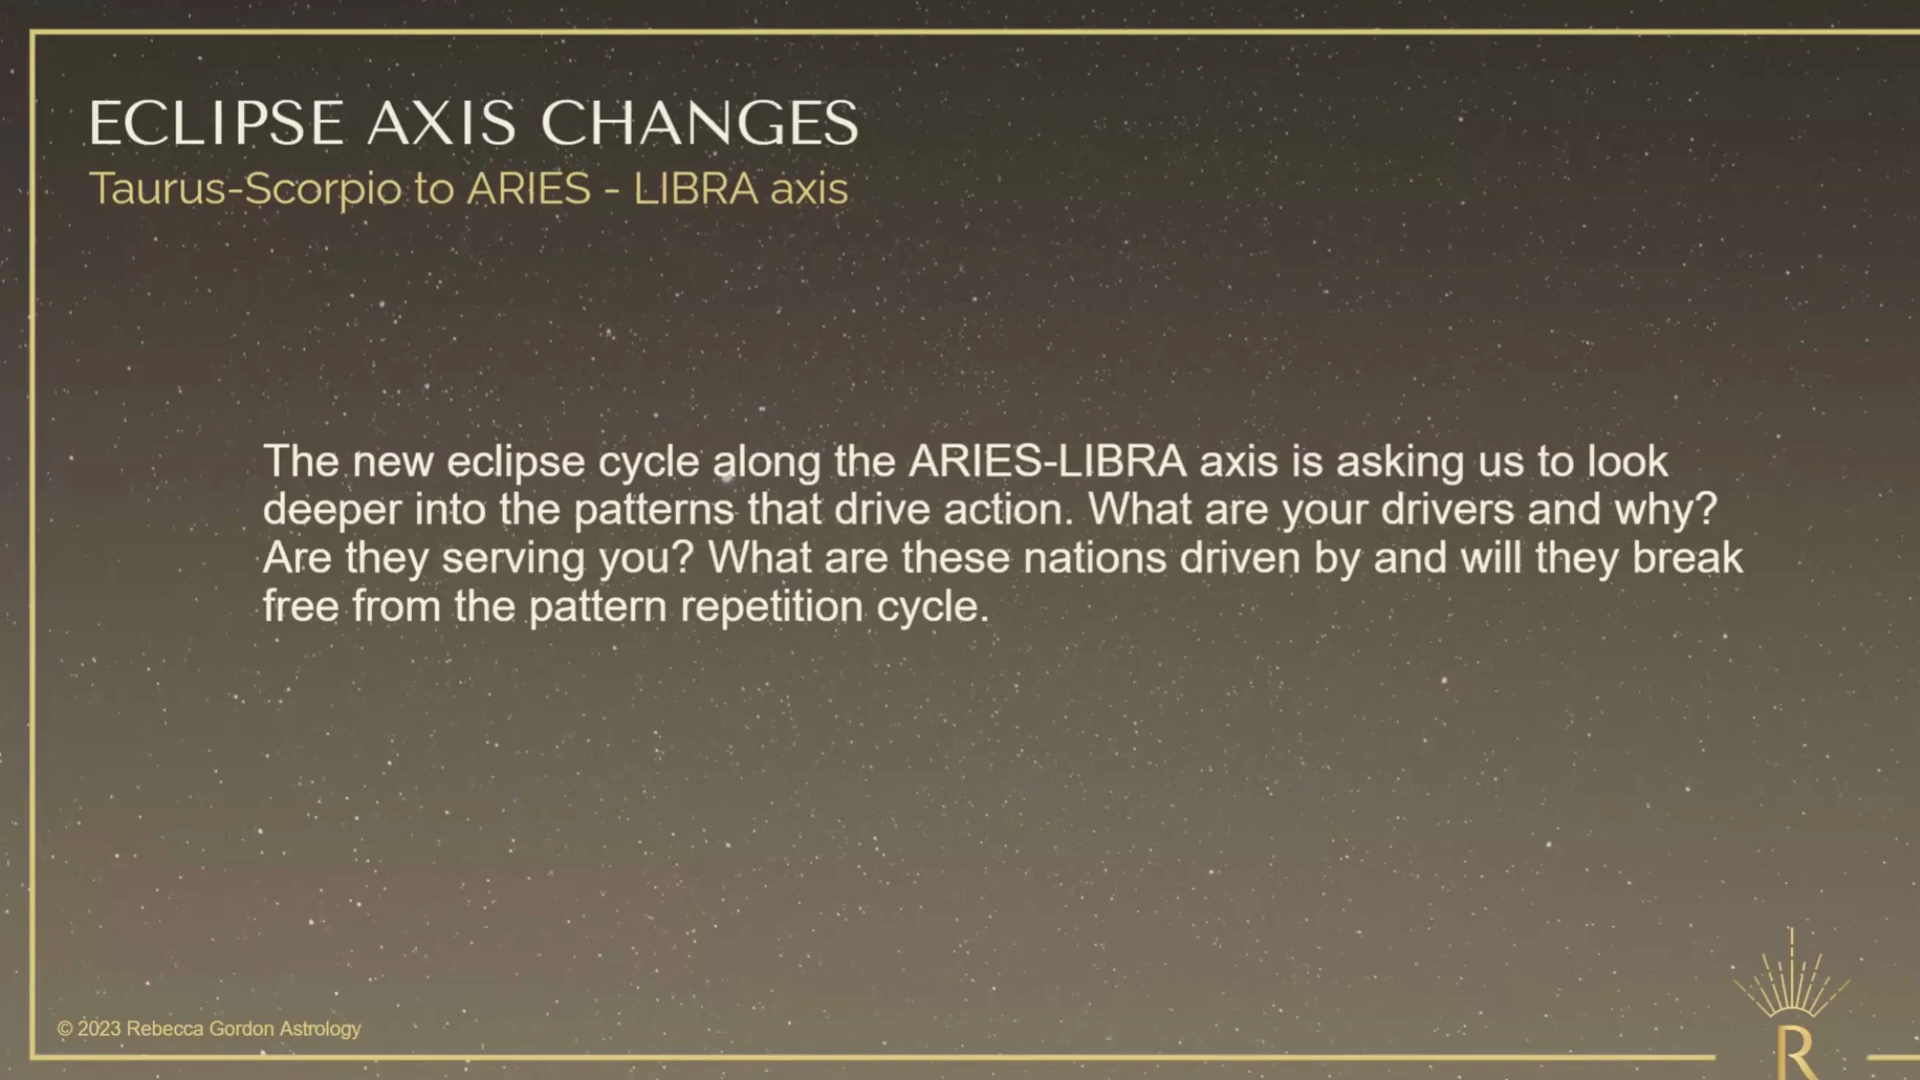 ECLIPSE AXIS CHANGES
Taurus-Scorpio to ARIES - LIBRA axis
The new eclipse cycle along the ARIES-LIBRA axis is asking us to look
deeper into the patterns that drive action. What are your drivers and why?
Are they serving you? What are these nations driven by and will they break
free from the pattern repetition cycle.
© 2023 Rebecca Gordon Astrology
R